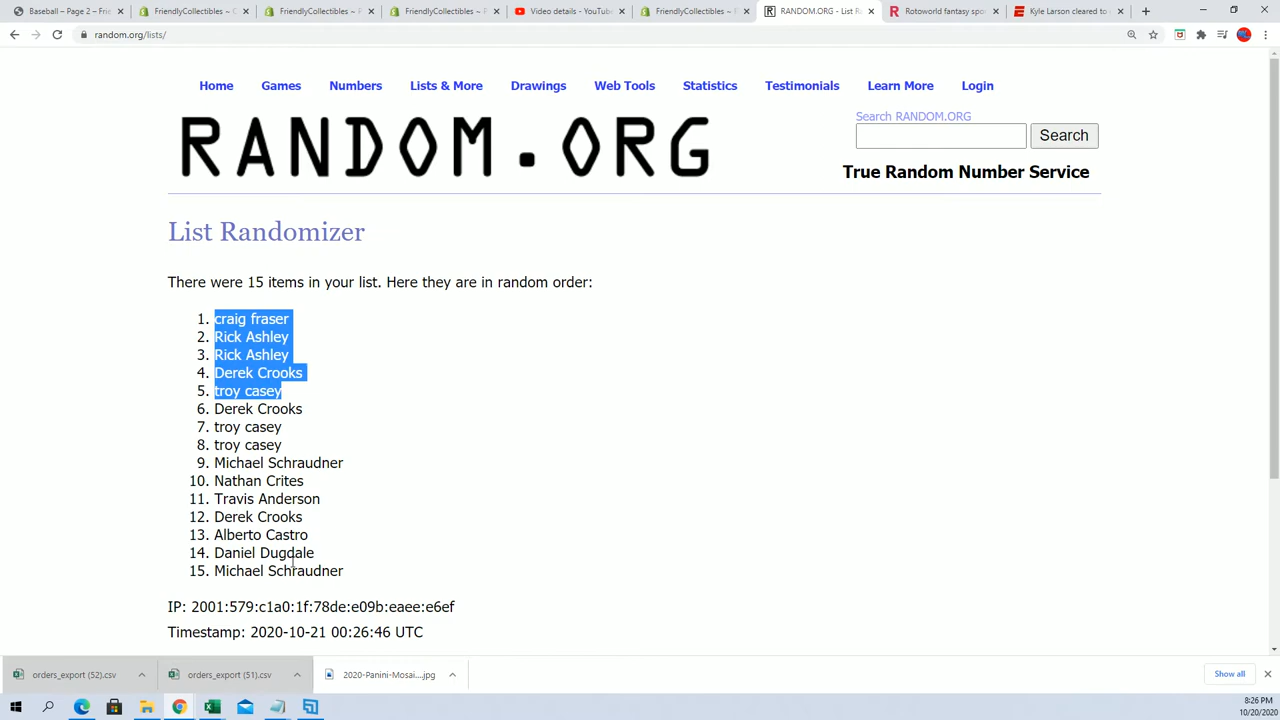 Baseball – Page 2 – Frie
FriendlyCollectibles ~ C
FriendlyCollectibles ~ P
FriendlyCollectibles ~ P
Video details - YouTube
FriendlyCollectibles ~ P
RANDOM.ORG - List R
Rotoworld fantasy spo
Kyle Larson cleared to
random.org/lists/
Home Games Numbers Lists & More Drawings Web Tools Statistics Testimonials Learn More Login
RANDOM.ORG
Search RANDOM.ORG
Search
True Random Number Service
List Randomizer
There were 15 items in your list. Here they are in random order:
1. craig fraser
2. Rick Ashley
3. Rick Ashley
4. Derek Crooks
5. troy casey
6. Derek Crooks
7. troy casey
8. troy casey
9. Michael Schraudner
10. Nathan Crites
11. Travis Anderson
12. Derek Crooks
13. Alberto Castro
14. Daniel Dugdale
15. Michael Schraudner
IP: 2001:579:c1a0:1f:78de:e09b:eaee:e6ef
Timestamp: 2020-10-21 00:26:46 UTC
orders_export (52).csv
orders_export (51).csv
2020-Panini-Mosai....jpg
Show all
8:26 PM
10/20/2020